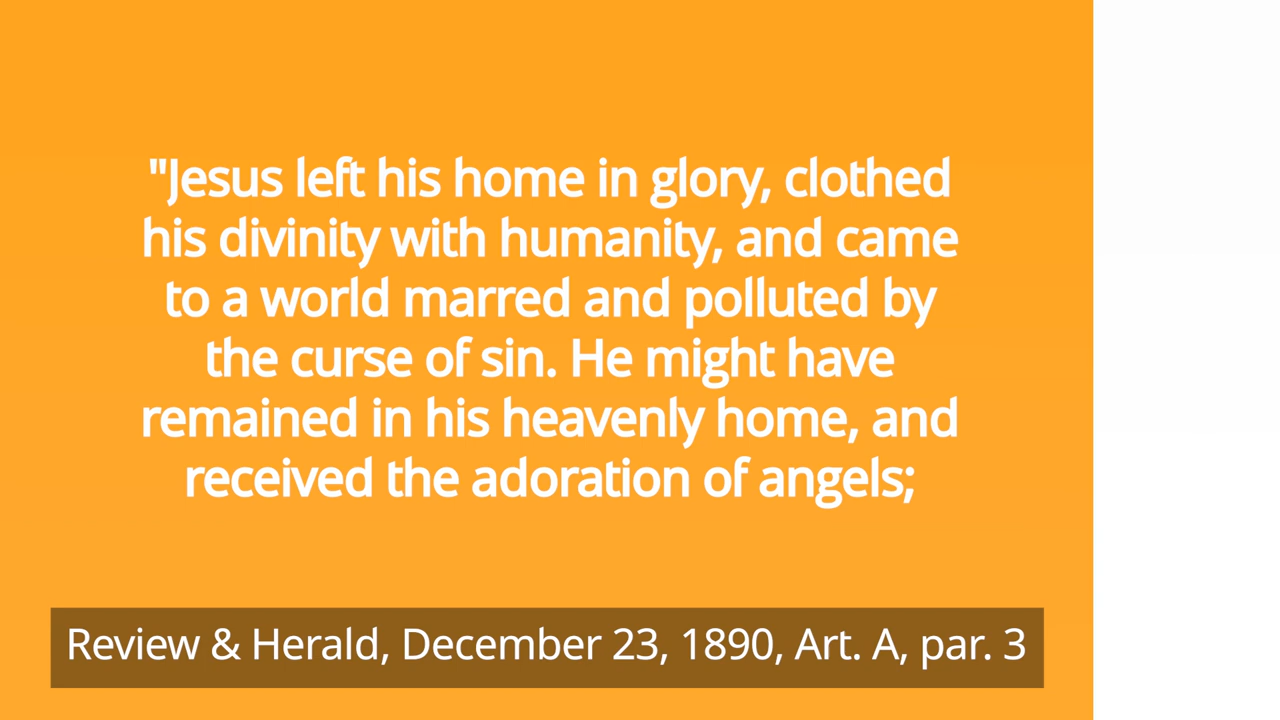 "Jesus left his home in glory, clothed
his divinity with humanity, and came
to a world marred and polluted by
the curse of sin. He might have
remained in his heavenly home, and
received the adoration of angels;
Review & Herald, December 23, 1890, Art. A, par. 3